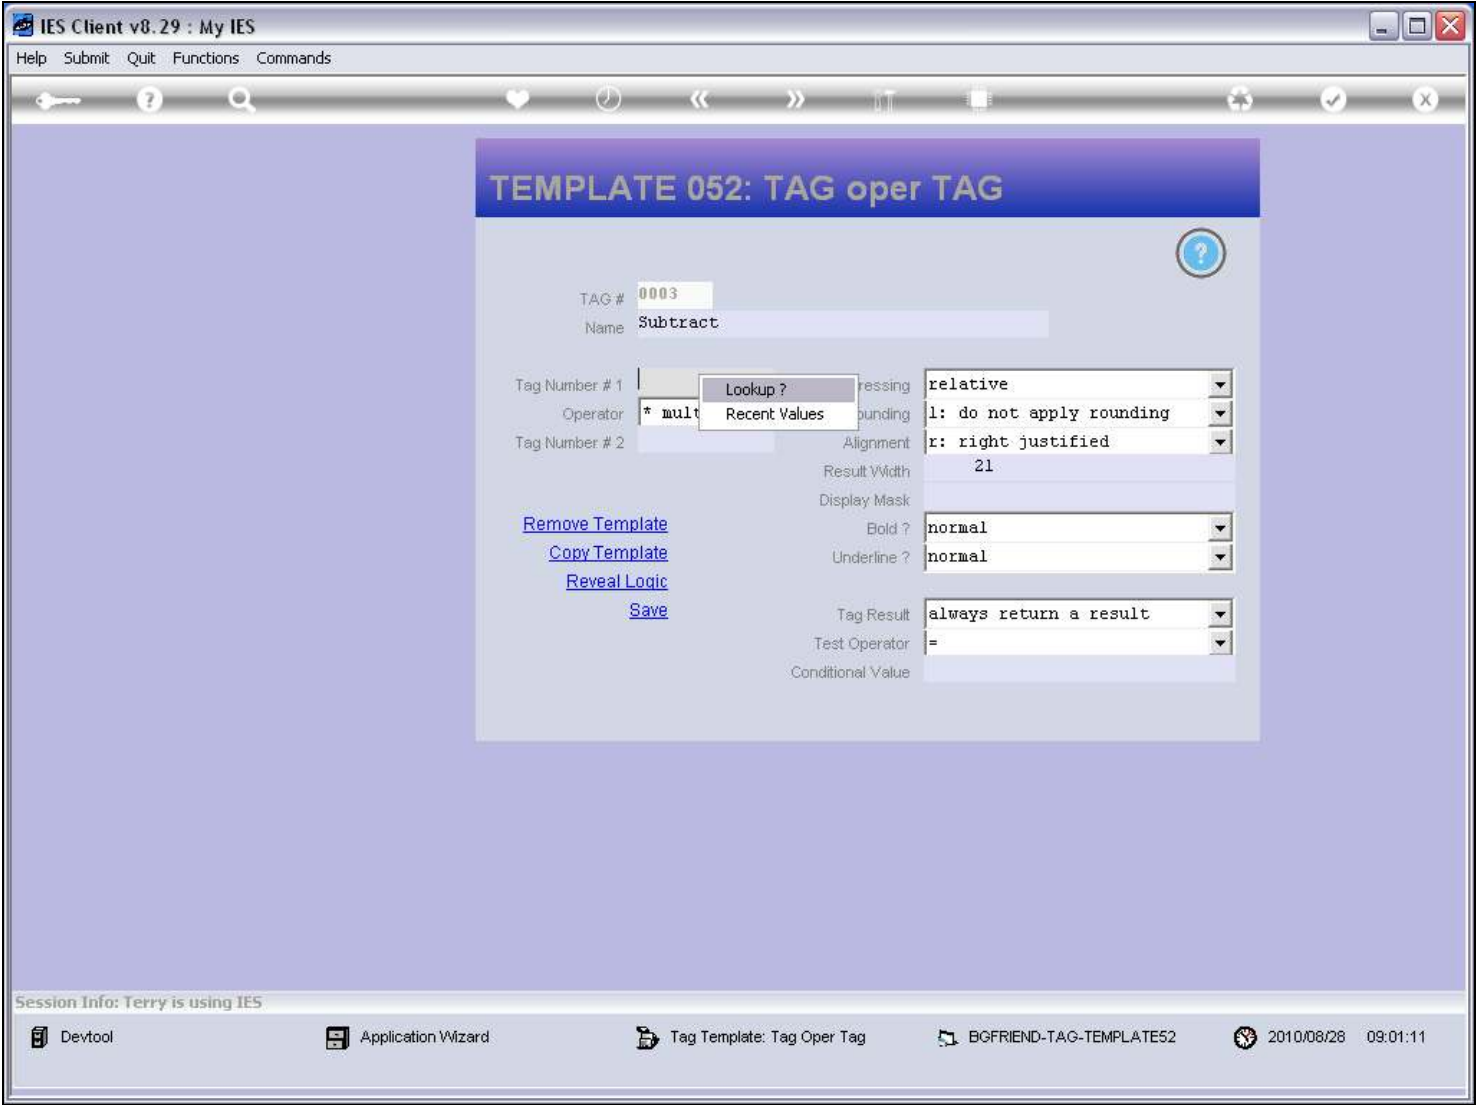 IES Client v8.29 : My IES
Help Submit Quit Functions Commands
TEMPLATE 052: TAG oper TAG
?
TAG # 0003
Name Subtract
Tag Number # 1
Lookup ?
Recent Values
ressing relative
Operator * mult
ounding 1: do not apply rounding
Tag Number # 2
Alignment r: right justified
Result Width 21
Display Mask
Remove Template
Bold ? normal
Copy Template
Underline ? normal
Reveal Logic
Save
Tag Result always return a result
Test Operator =
Conditional Value
Session Info: Terry is using IES
Devtool Application Wizard Tag Template: Tag Oper Tag BGFRIEND-TAG-TEMPLATE52 2010/08/28 09:01:11